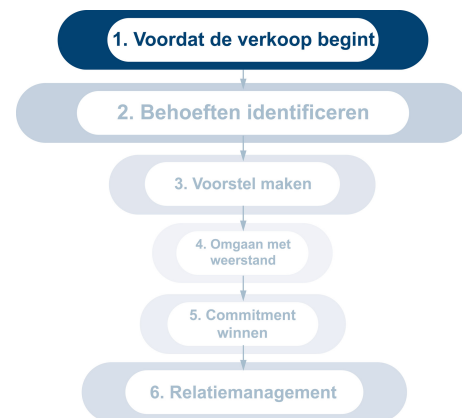 1. Voordat de verkoop begint
2. Behoeften identificeren
3. Voorstel maken
4. Omgaan met
weerstand
5. Commitment
winnen
6. Relatiemanagement